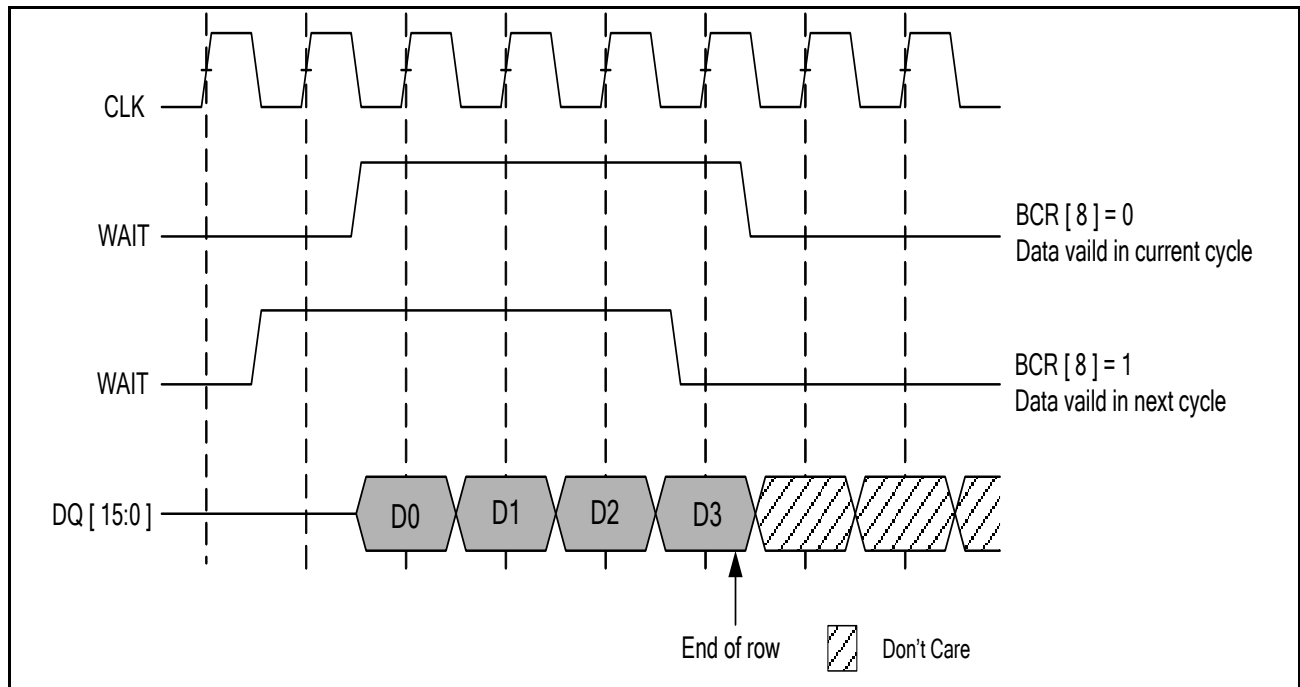 CLK
WAIT
BCR [ 8 ] = 0
Data vaild in current cycle
WAIT
BCR [ 8 ] = 1
Data vaild in next cycle
DQ [ 15:0 ]
D0
D1
D2
D3
End of row
Don't Care